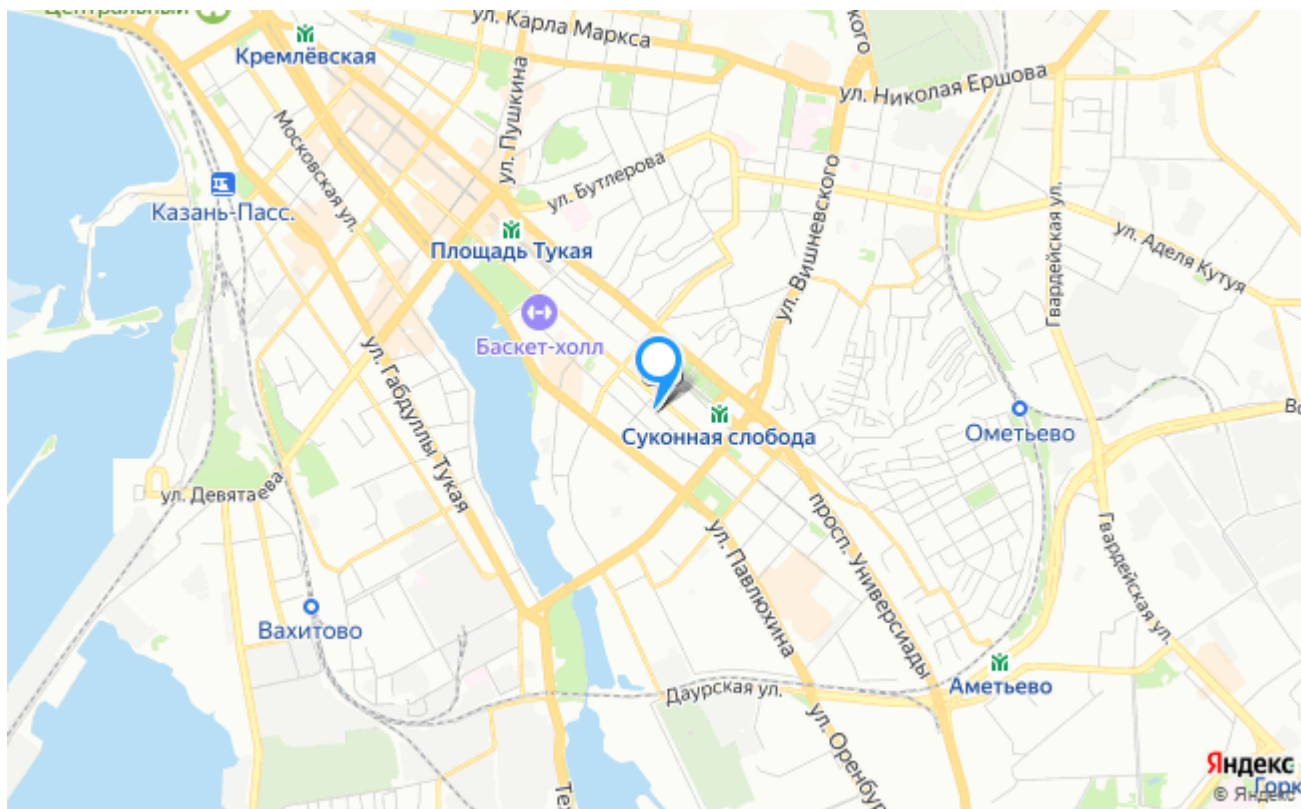 Центральный
Кремлёвская
ул. Карла Маркса
ул. Николая Ершова
ул. Пушкина
Московская ул.
ул. Бутлерова
Казань-Пасс.
Площадь Тукая
ул. Вишневского
Гвардейская ул.
ул. Аделя Кутуя
Баскет-холл
ул. Габдуллы Тукая
Суконная слобода
Ометьево
ул. Девятаева
ул. Павлюхина
просп. Универсиады
Гвардейская ул.
Вахитово
Аметьево
Даурская ул.
Яндекс
© Яндекс